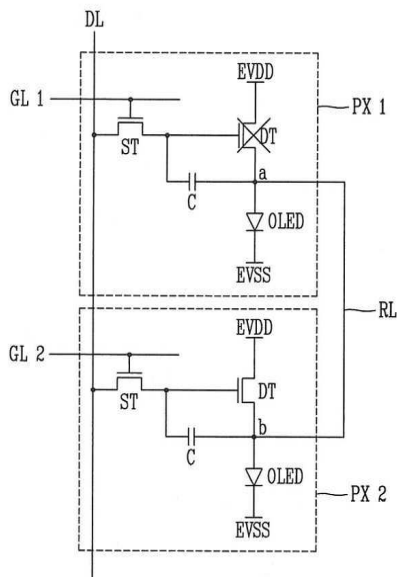 DL
EVDD
GL 1
PX 1
DT
ST
a
C
OLED
EVSS
RL
EVDD
GL 2
DT
ST
b
C
OLED
PX 2
EVSS